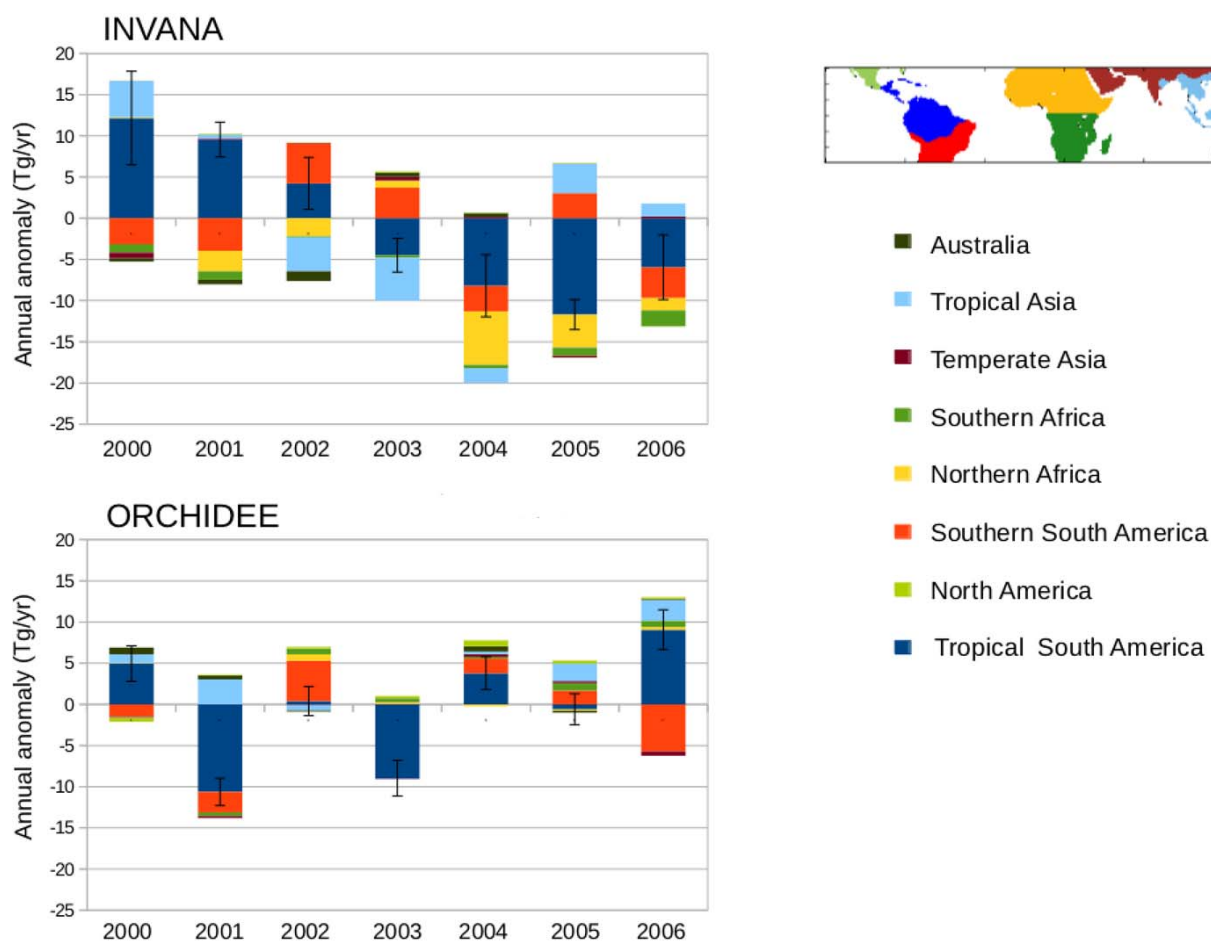 INVANA
20
15
10
5
0
-5
-10
-15
-20
-25
Annual anomaly (Tg/yr)
2000 2001 2002 2003 2004 2005 2006
ORCHIDEE
20
15
10
5
0
-5
-10
-15
-20
-25
Annual anomaly (Tg/yr)
2000 2001 2002 2003 2004 2005 2006
Australia
Tropical Asia
Temperate Asia
Southern Africa
Northern Africa
Southern South America
North America
Tropical South America